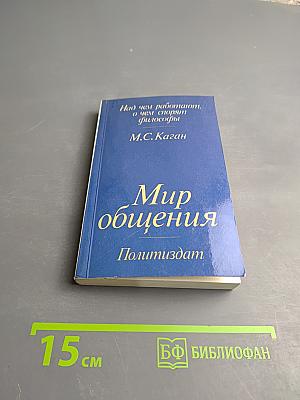 Над чем работают,
о чем спорят
философы
М.С.Каган
Мир
общения
Политиздат
15 см
БФ БИБЛИОФАН